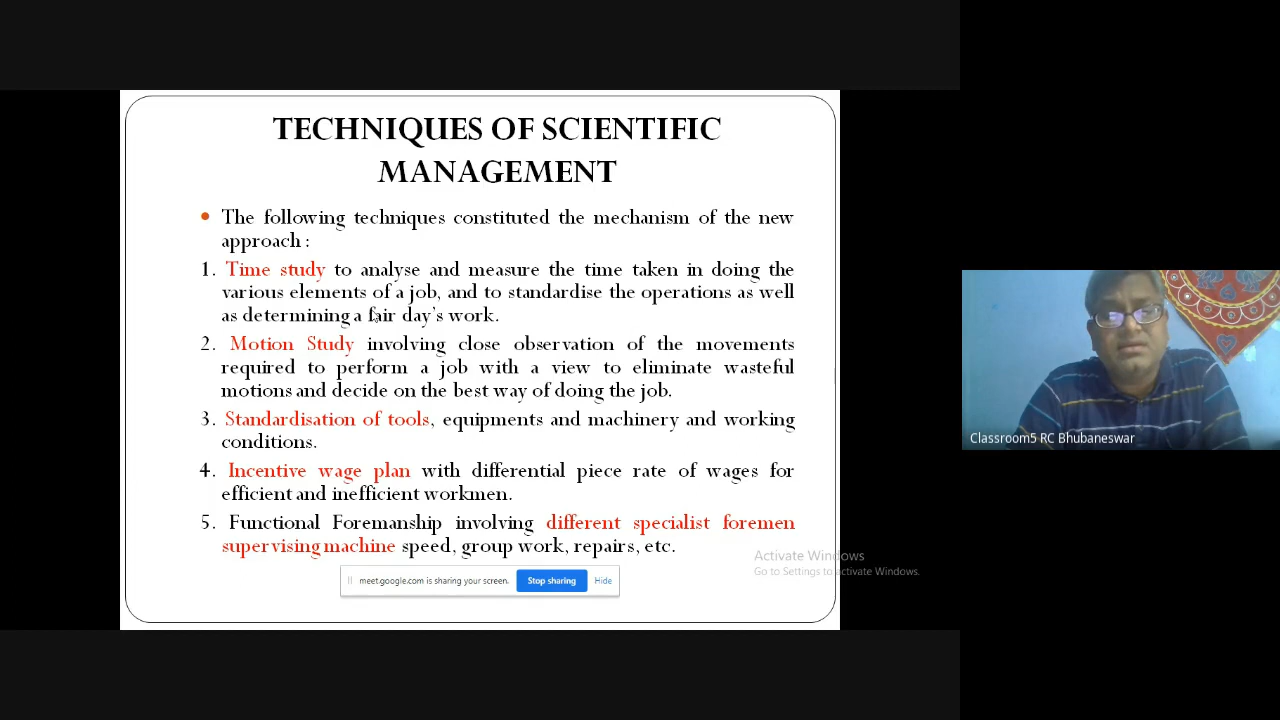 TECHNIQUES OF SCIENTIFIC
MANAGEMENT
• The following techniques constituted the mechanism of the new
approach :
1. Time study to analyse and measure the time taken in doing the
various elements of a job, and to standardise the operations as well
as determining a fair day's work.
2. Motion Study involving close observation of the movements
required to perform a job with a view to eliminate wasteful
motions and decide on the best way of doing the job.
3. Standardisation of tools, equipments and machinery and working
conditions.
4. Incentive wage plan with differential piece rate of wages for
efficient and inefficient workmen.
5. Functional Foremanship involving different specialist foremen
supervising machine speed, group work, repairs, etc.
meet.google.com is sharing your screen. Stop sharing Hide
Activate Windows
Go to Settings to activate Windows.
Classroom5 RC Bhubaneswar